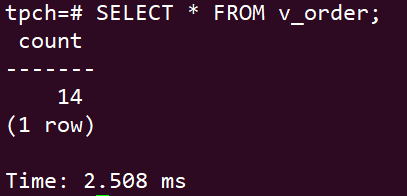 tpch=# SELECT * FROM v_order;
count
-------
14
(1 row)
Time: 2.508 ms